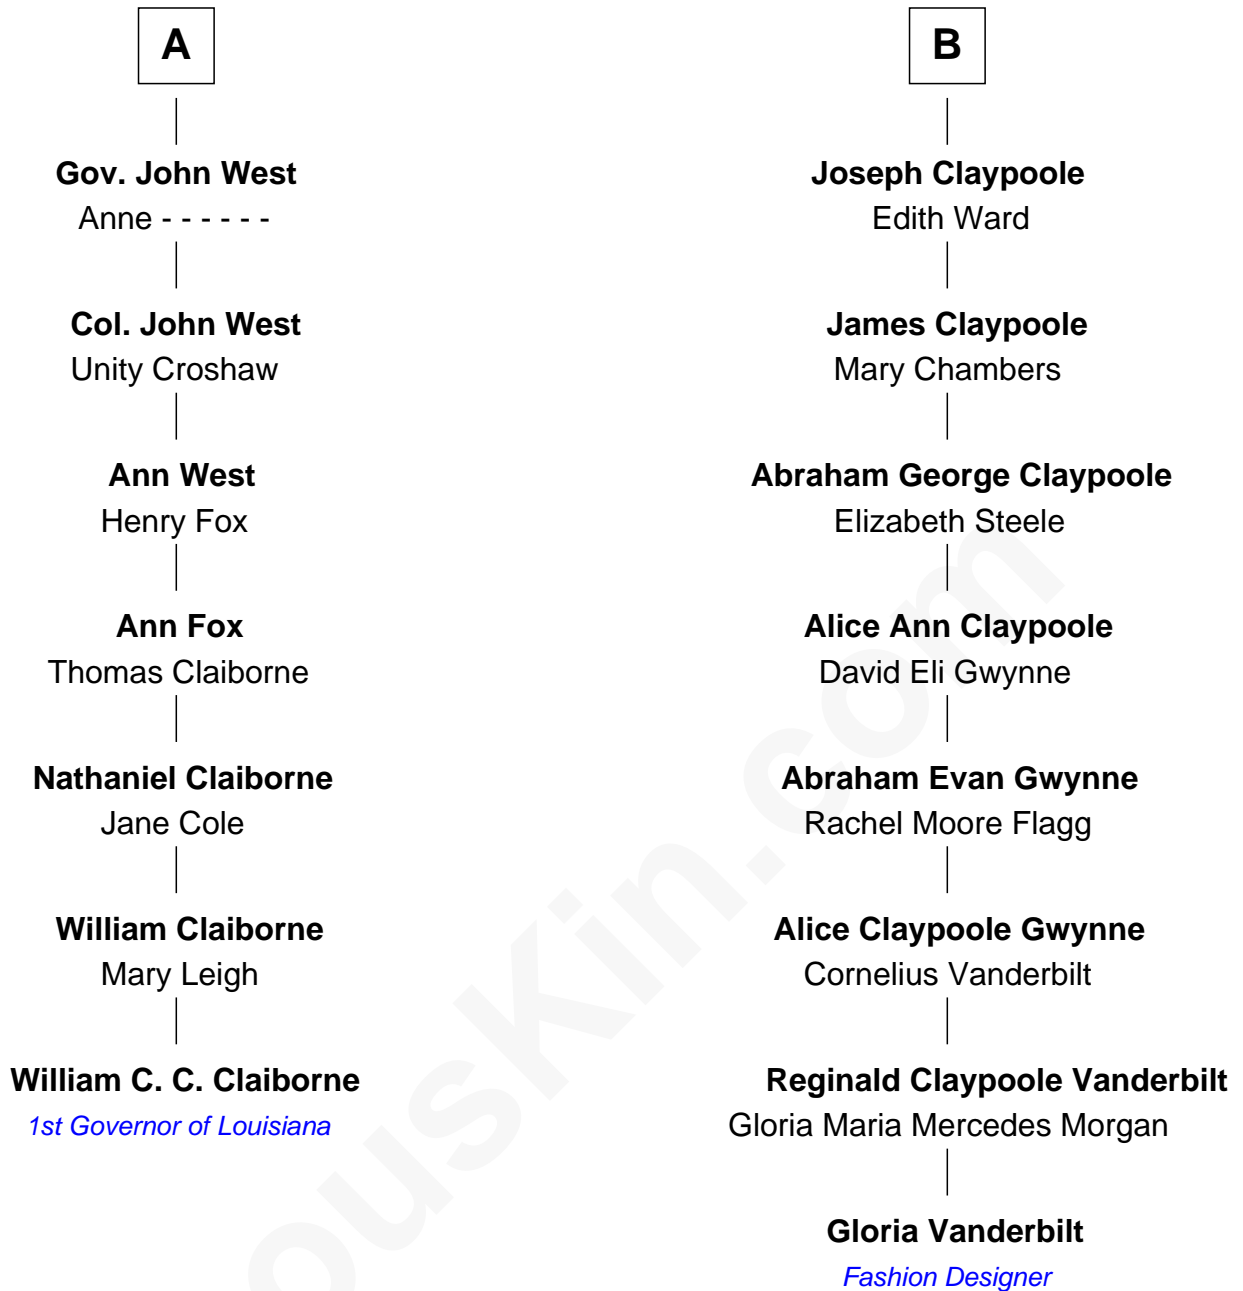 A
Gov. John West
Anne - - - - - -
Col. John West
Unity Croshaw
Ann West
Henry Fox
Ann Fox
Thomas Claiborne
Nathaniel Claiborne
Jane Cole
William Claiborne
Mary Leigh
William C. C. Claiborne
1st Governor of Louisiana
B
Joseph Claypoole
Edith Ward
James Claypoole
Mary Chambers
Abraham George Claypoole
Elizabeth Steele
Alice Ann Claypoole
David Eli Gwynne
Abraham Evan Gwynne
Rachel Moore Flagg
Alice Claypoole Gwynne
Cornelius Vanderbilt
Reginald Claypoole Vanderbilt
Gloria Maria Mercedes Morgan
Gloria Vanderbilt
Fashion Designer
ousKin.com